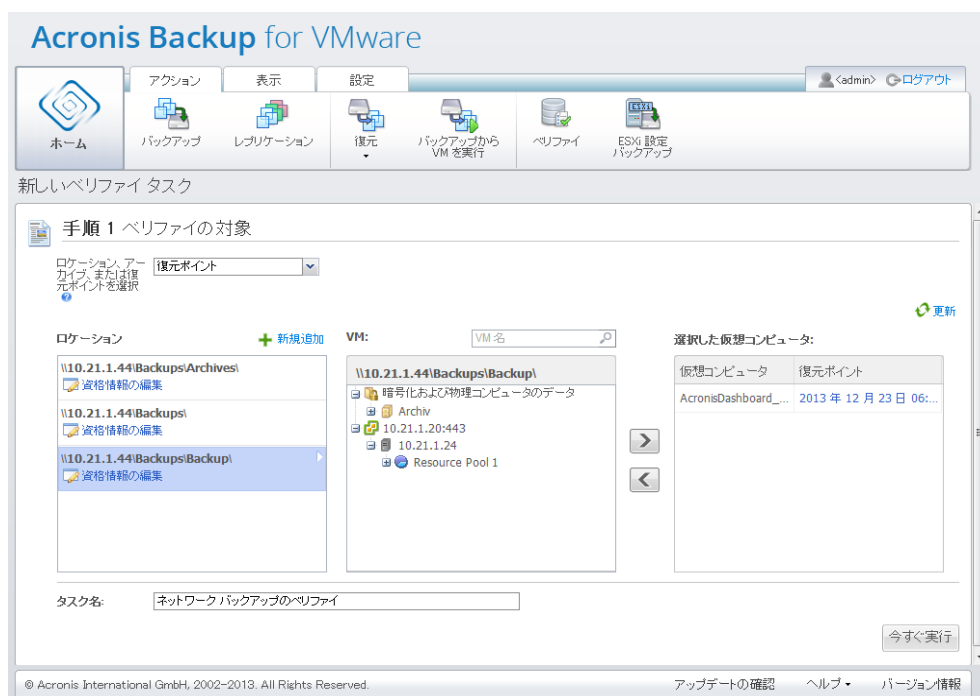 Acronis Backup for VMware
アクション
表示
設定
<admin>
ログアウト
ホーム
バックアップ
レプリケーション
復元
バックアップから
VM を実行
ベリファイ
ESXi 設定
バックアップ
新しいベリファイ タスク
手順 1 ベリファイの対象
ロケーション、アー
カイブ、または復
元ポイントを選択
復元ポイント
更新
ロケーション
新規追加
VM:
VM 名
選択した仮想コンピュータ:
\\10.21.1.44\Backups\Archives\
資格情報の編集
\\10.21.1.44\Backups\
資格情報の編集
\\10.21.1.44\Backups\Backup\
資格情報の編集
\\10.21.1.44\Backups\Backup\
暗号化および物理コンピュータのデータ
Archiv
10.21.1.20:443
10.21.1.24
Resource Pool 1
仮想コンピュータ
復元ポイント
AcronisDashboard_...
2013 年 12 月 23 日 06:...
タスク名:
ネットワーク バックアップのベリファイ
今すぐ実行
© Acronis International GmbH, 2002-2013. All Rights Reserved.
アップデートの確認
ヘルプ
バージョン情報